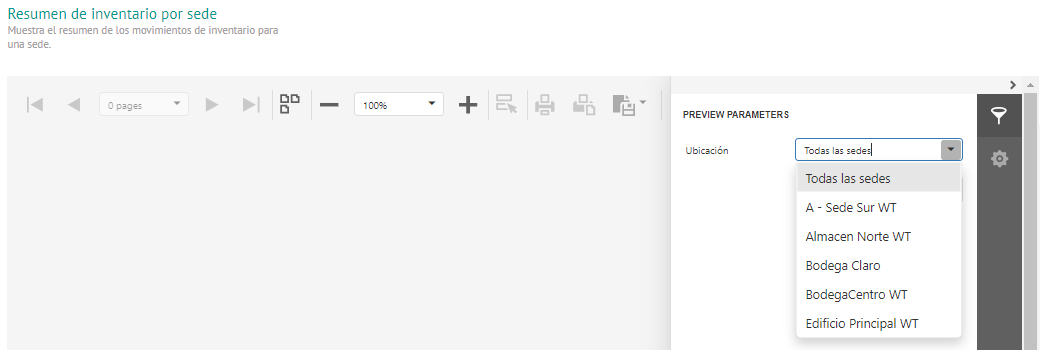 Resumen de inventario por sede
Muestra el resumen de los movimientos de inventario para
una sede.
0 pages
100%
PREVIEW PARAMETERS
Ubicación
Todas las sedes
Todas las sedes
A - Sede Sur WT
Almacen Norte WT
Bodega Claro
BodegaCentro WT
Edificio Principal WT